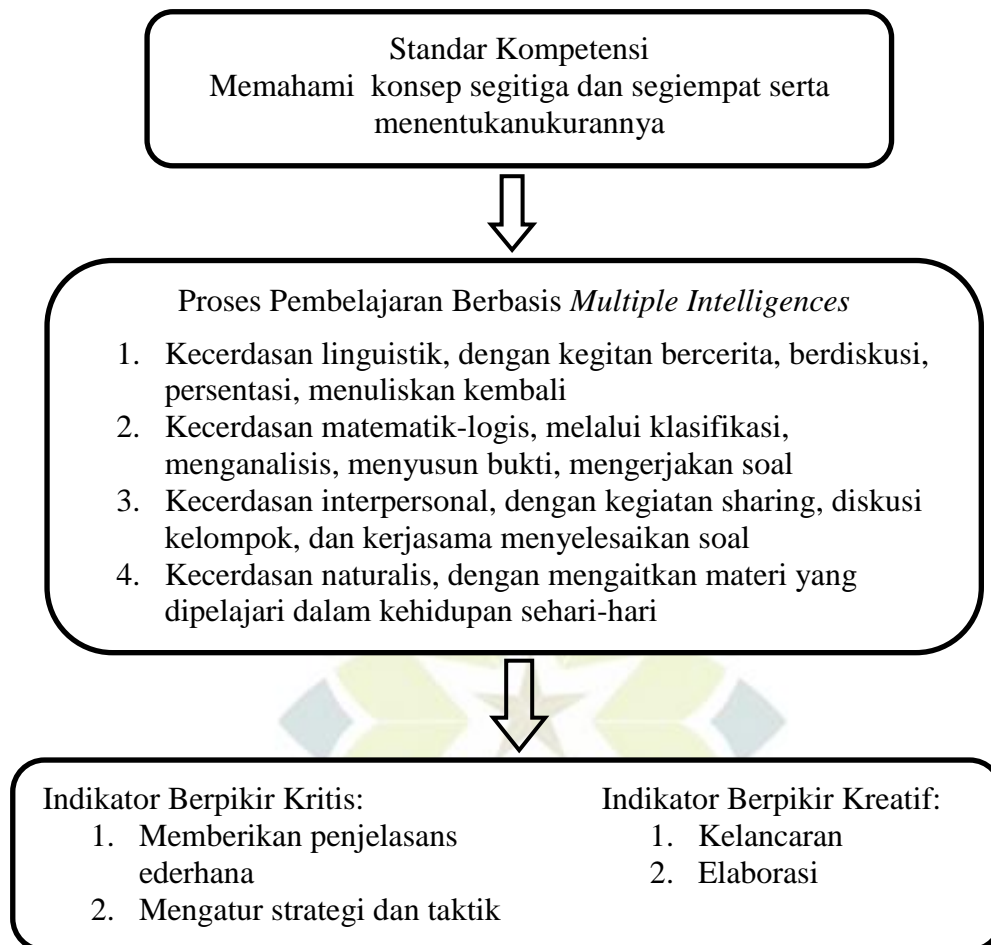 Standar Kompetensi
Memahami konsep segitiga dan segiempat serta
menentukanukurannya
Proses Pembelajaran Berbasis Multiple Intelligences
1. Kecerdasan linguistik, dengan kegitan bercerita, berdiskusi,
persentasi, menuliskan kembali
2. Kecerdasan matematik-logis, melalui klasifikasi,
menganalisis, menyusun bukti, mengerjakan soal
3. Kecerdasan interpersonal, dengan kegiatan sharing, diskusi
kelompok, dan kerjasama menyelesaikan soal
4. Kecerdasan naturalis, dengan mengaitkan materi yang
dipelajari dalam kehidupan sehari-hari
Indikator Berpikir Kritis:
1. Memberikan penjelasans
ederhana
2. Mengatur strategi dan taktik
Indikator Berpikir Kreatif:
1. Kelancaran
2. Elaborasi